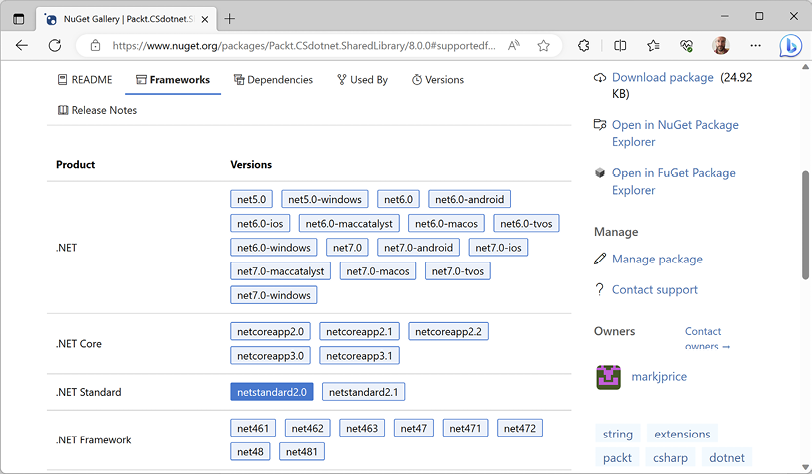 NuGet Gallery | Packt.CSdotnet.S
https://www.nuget.org/packages/Packt.CSdotnet.SharedLibrary/8.0.0#supportedf...
README Frameworks Dependencies Used By Versions
Release Notes
Product Versions
.NET
net5.0 net5.0-windows net6.0 net6.0-android
net6.0-ios net6.0-maccatalyst net6.0-macos net6.0-tvos
net6.0-windows net7.0 net7.0-android net7.0-ios
net7.0-maccatalyst net7.0-macos net7.0-tvos
net7.0-windows
.NET Core
netcoreapp2.0 netcoreapp2.1 netcoreapp2.2
netcoreapp3.0 netcoreapp3.1
.NET Standard netstandard2.0 netstandard2.1
.NET Framework
net461 net462 net463 net47 net471 net472
net48 net481
Download package (24.92
KB)
Open in NuGet Package
Explorer
Open in FuGet Package
Explorer
Manage
Manage package
Contact support
Owners Contact
owners →
markjprice
string extensions
packt csharp dotnet